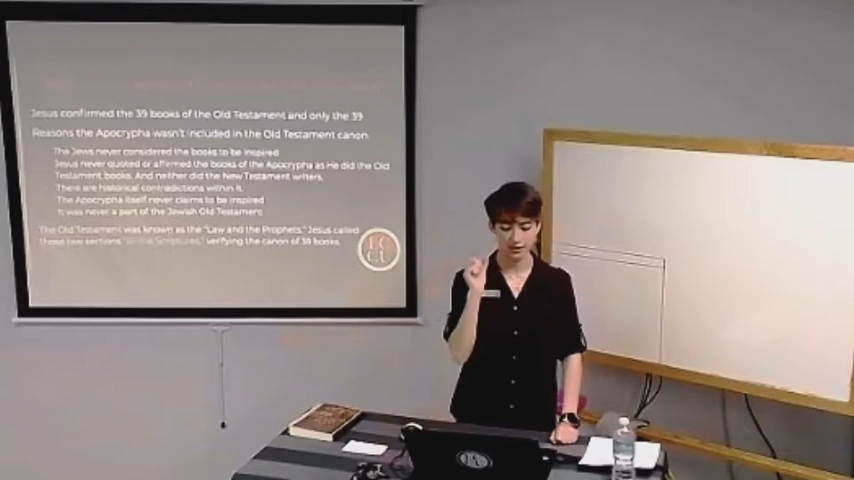 Jesus confirmed the 39 books of the Old Testament and only the 39
Reasons the Apocrypha wasn't included in the Old Testament canon
The Jews never considered the books to be inspired
Jesus never quoted or affirmed the books of the Apocrypha as He did the Old
Testament books. And neither did the New Testament writers.
There are historical contradictions within it.
The Apocrypha itself never claims to be inspired
It was never a part of the Jewish Old Testament
The Old Testament was known as the "Law and the Prophets." Jesus called
those two sections "all the Scriptures," verifying the canon of 39 books.